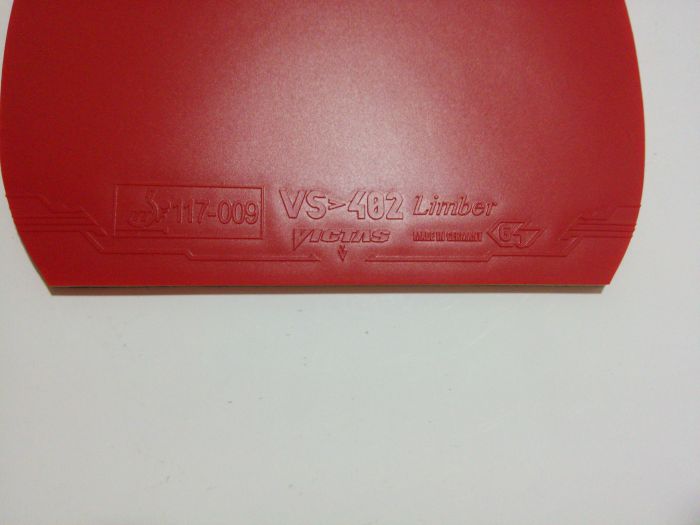 117-009 VS>402 Limber
VICTAS MADE IN GERMANY